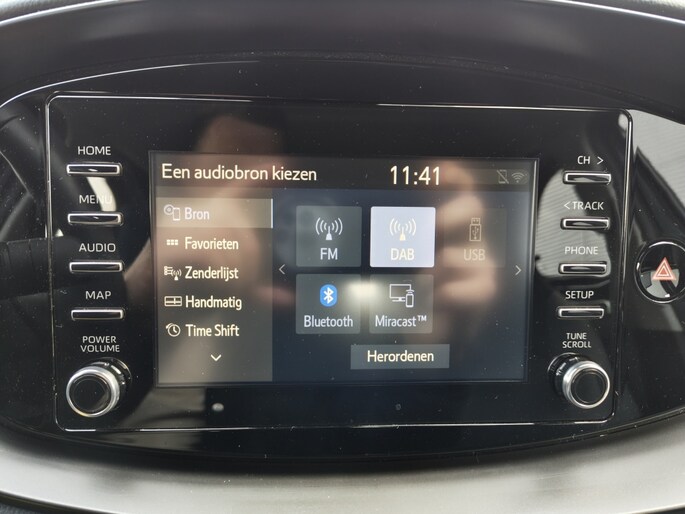 HOME
MENU
AUDIO
MAP
POWER
VOLUME
Een audiobron kiezen
11:41
Bron
Favorieten
Zenderlijst
Handmatig
Time Shift
FM
DAB
USB
Bluetooth
Miracast™
Herordenen
CH >
< TRACK
PHONE
SETUP
TUNE
SCROLL